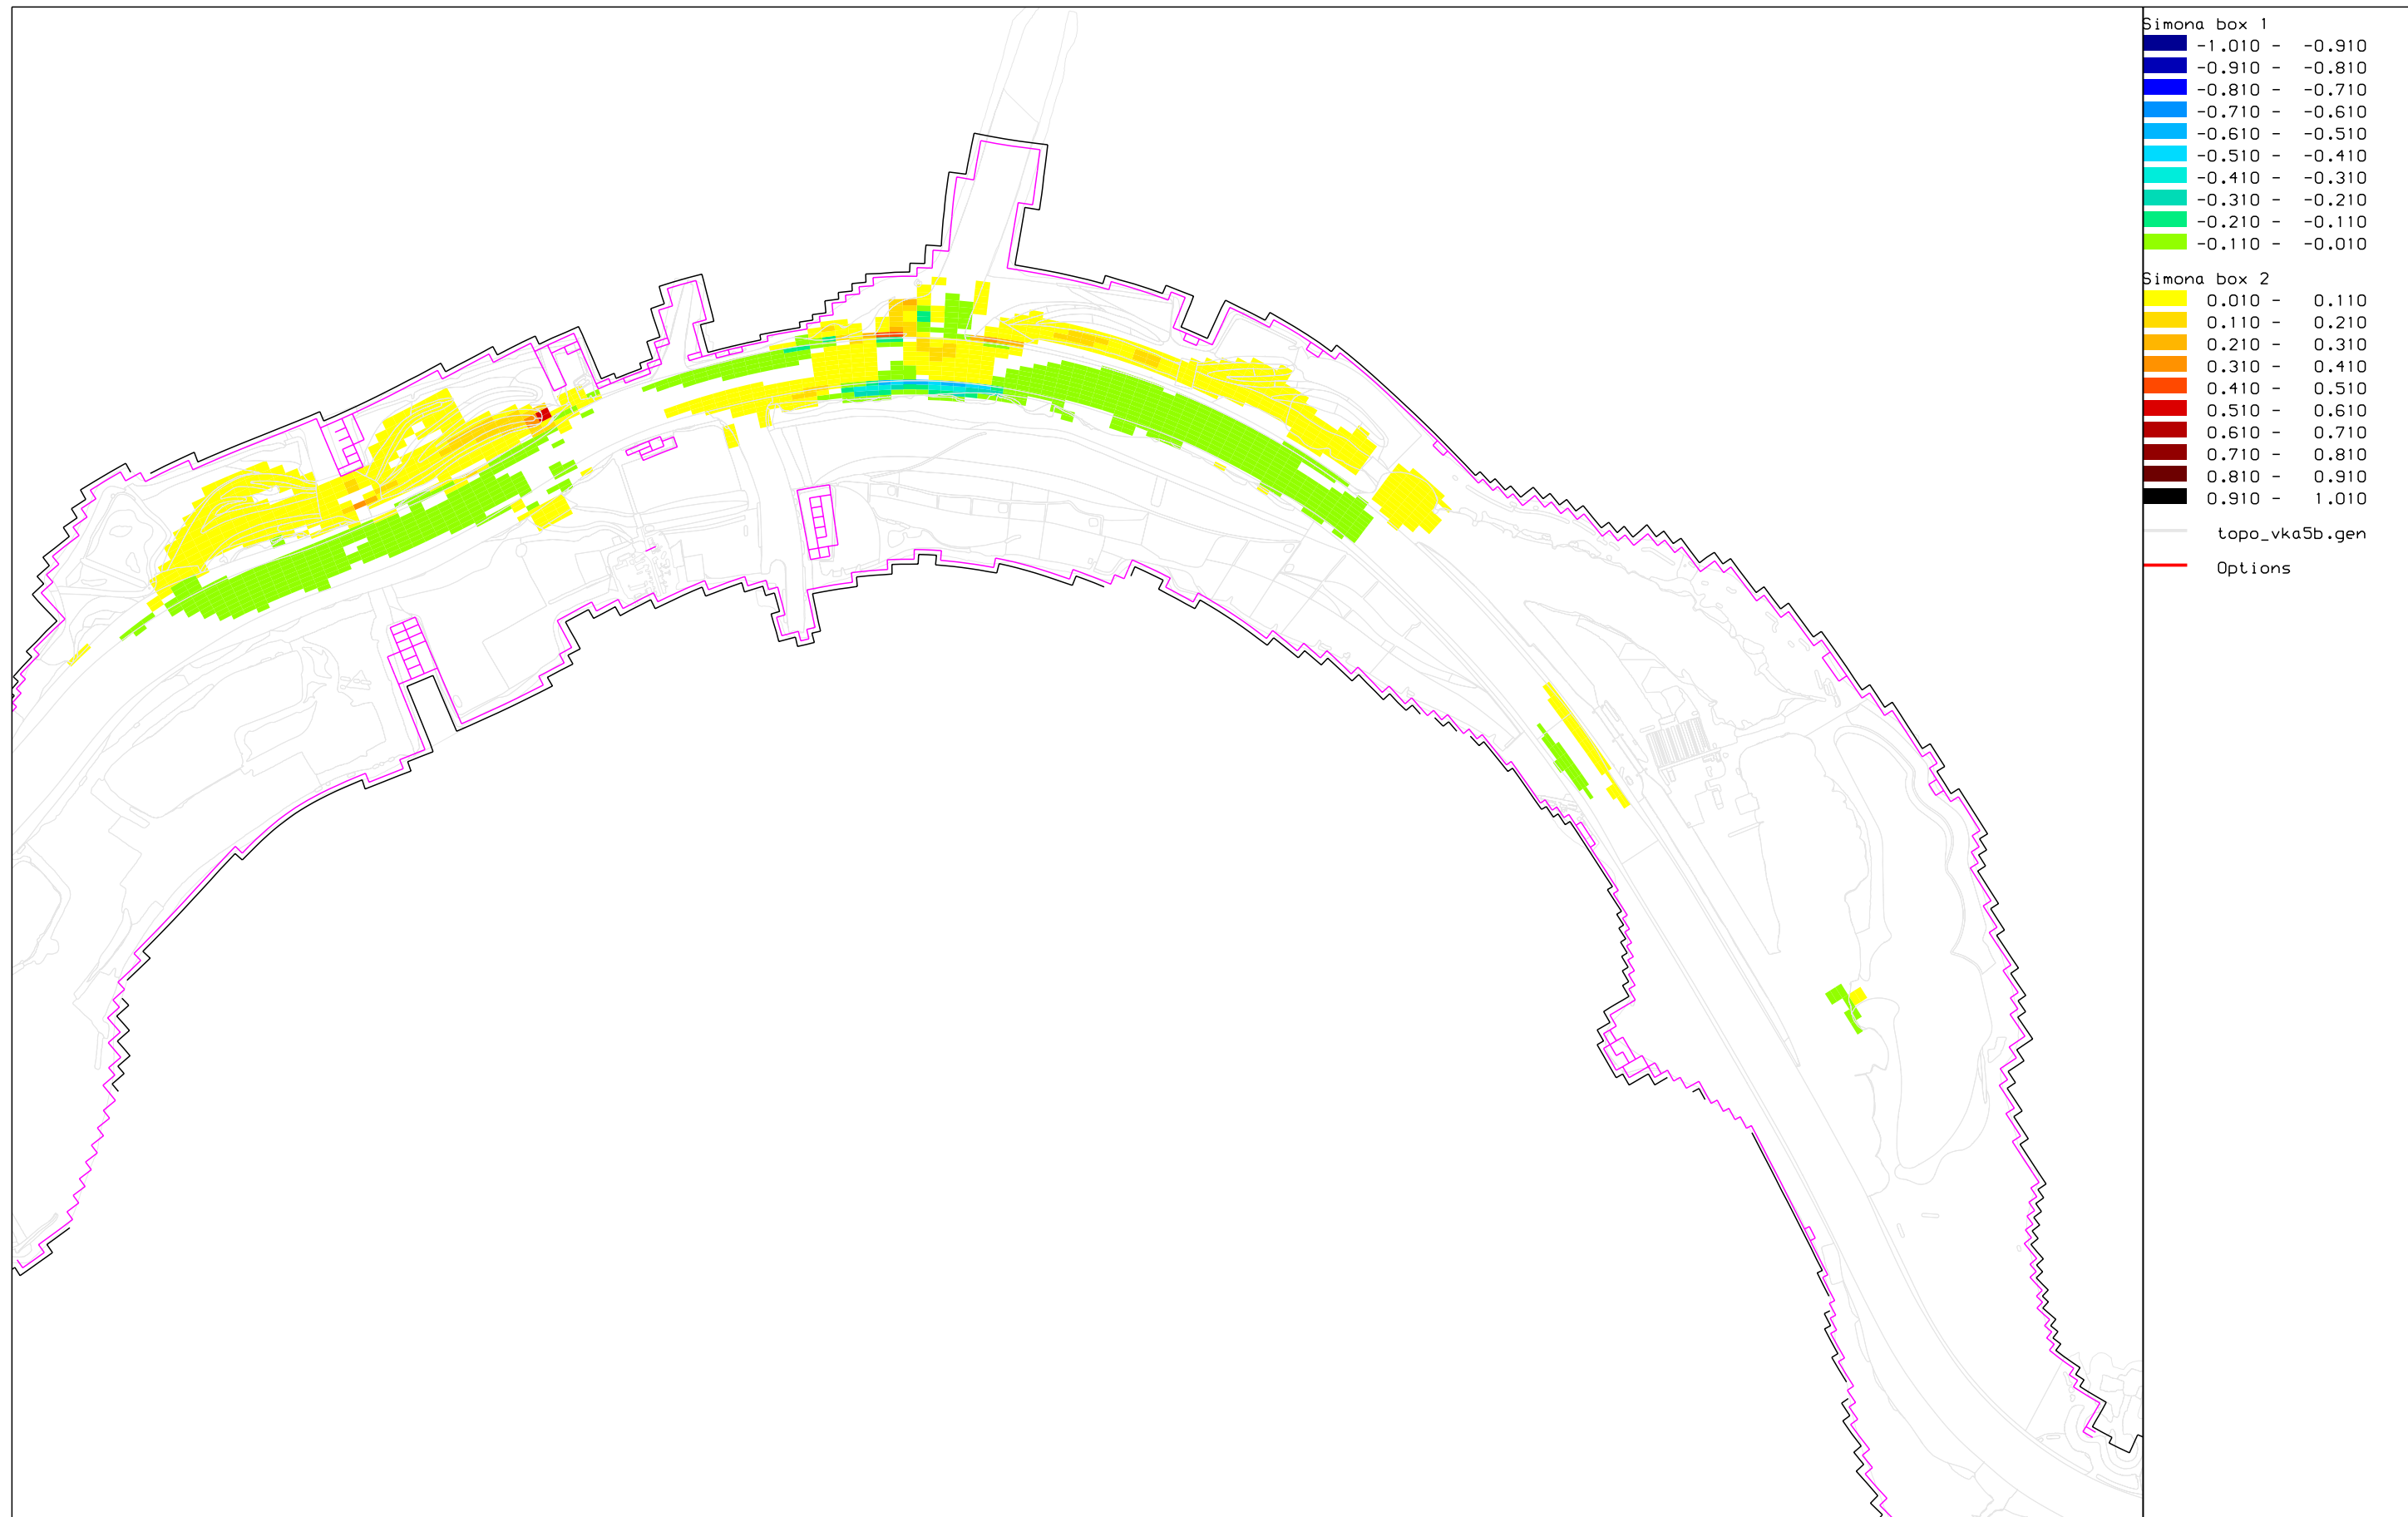 Simona box 1
-1.010 - -0.910
-0.910 - -0.810
-0.810 - -0.710
-0.710 - -0.610
-0.610 - -0.510
-0.510 - -0.410
-0.410 - -0.310
-0.310 - -0.210
-0.210 - -0.110
-0.110 - -0.010
Simona box 2
0.010 - 0.110
0.110 - 0.210
0.210 - 0.310
0.310 - 0.410
0.410 - 0.510
0.510 - 0.610
0.610 - 0.710
0.710 - 0.810
0.810 - 0.910
0.910 - 1.010
topo_vka5b.gen
Options